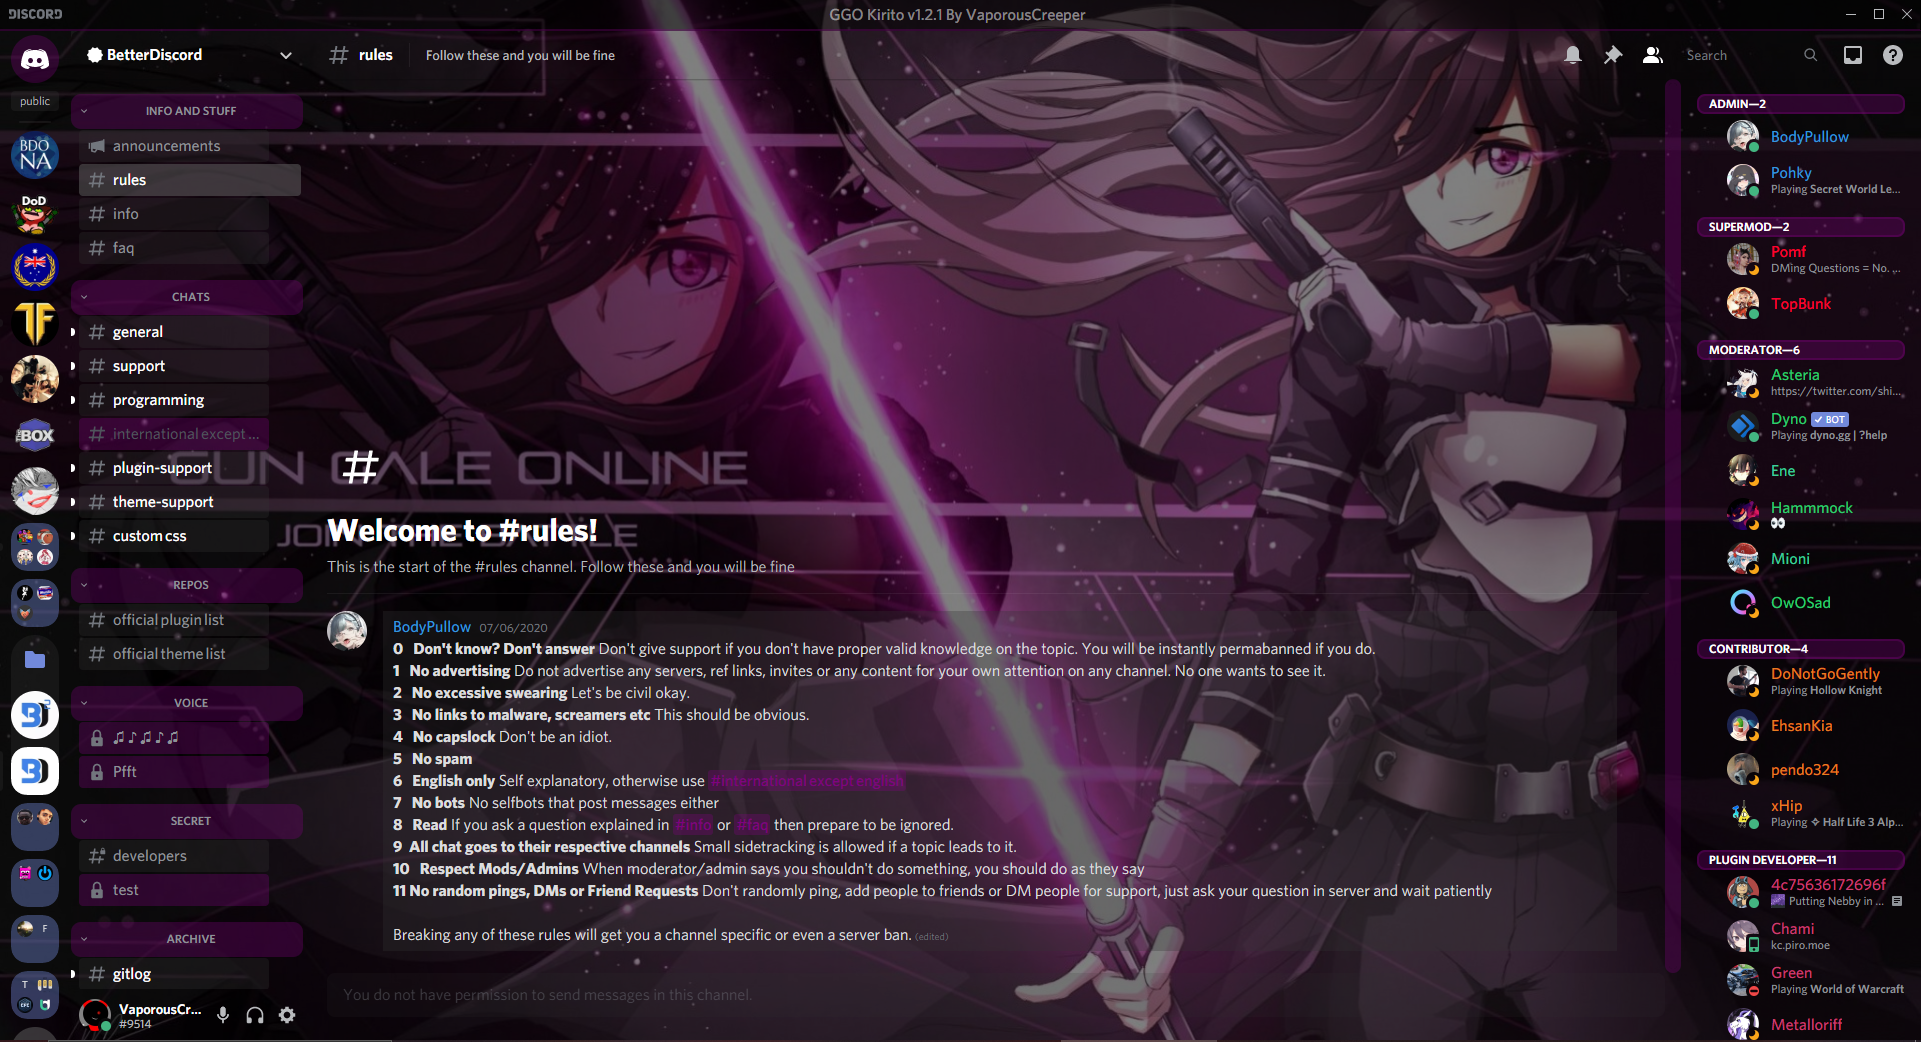 DISCORD
GGO Kirito v1.2.1 By VaporousCreeper
BetterDiscord
rules
Follow these and you will be fine
Search
public
BDO
NA
DoD
TF
BOX
F
T
INFO AND STUFF
announcements
# rules
# info
# faq
CHATS
# general
# support
# programming
# international except ...
# plugin-support
# theme-support
# custom css
REPOS
# official plugin list
# official theme list
VOICE
♫ ♪ ♫ ♪ ♫
Pfft
SECRET
# developers
test
ARCHIVE
# gitlog
VaporousCr...
#9514
GUN GALE ONLINE
JOIN THE BATTLE
#
Welcome to #rules!
This is the start of the #rules channel. Follow these and you will be fine
BodyPullow 07/06/2020
0 Don't know? Don't answer Don't give support if you don't have proper valid knowledge on the topic. You will be instantly permabanned if you do.
1 No advertising Do not advertise any servers, ref links, invites or any content for your own attention on any channel. No one wants to see it.
2 No excessive swearing Let's be civil okay.
3 No links to malware, screamers etc This should be obvious.
4 No capslock Don't be an idiot.
5 No spam
6 English only Self explanatory, otherwise use #international except english
7 No bots No selfbots that post messages either
8 Read If you ask a question explained in #info or #faq then prepare to be ignored.
9 All chat goes to their respective channels Small sidetracking is allowed if a topic leads to it.
10 Respect Mods/Admins When moderator/admin says you shouldn't do something, you should do as they say
11 No random pings, DMs or Friend Requests Don't randomly ping, add people to friends or DM people for support, just ask your question in server and wait patiently
Breaking any of these rules will get you a channel specific or even a server ban. (edited)
You do not have permission to send messages in this channel.
ADMIN—2
BodyPullow
Pohky
Playing Secret World Le...
SUPERMOD—2
Pomf
DMing Questions = No. ...
TopBunk
MODERATOR—6
Asteria
https://twitter.com/shi...
Dyno ✓ BOT
Playing dyno.gg | ?help
Ene
Hammmock
👀
Mioni
OwOSad
CONTRIBUTOR—4
DoNotGoGently
Playing Hollow Knight
EhsanKia
pendo324
xHip
Playing ✧ Half Life 3 Alp...
PLUGIN DEVELOPER—11
4c75636172696f
Putting Nebby in ...
Chami
kc.piro.moe
Green
Playing World of Warcraft
Metalloriff